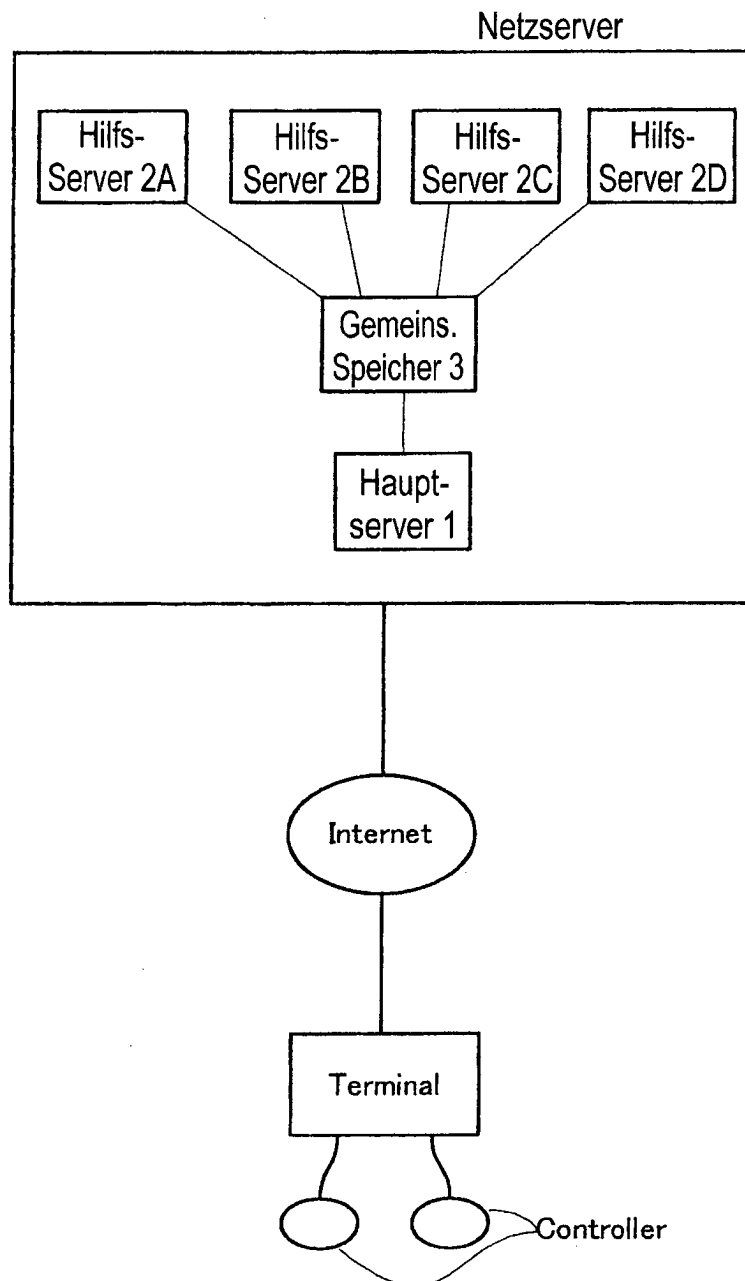 Netzserver
Hilfs-
Server 2A
Hilfs-
Server 2B
Hilfs-
Server 2C
Hilfs-
Server 2D
Gemeins.
Speicher 3
Haupt-
server 1
Internet
Terminal
Controller